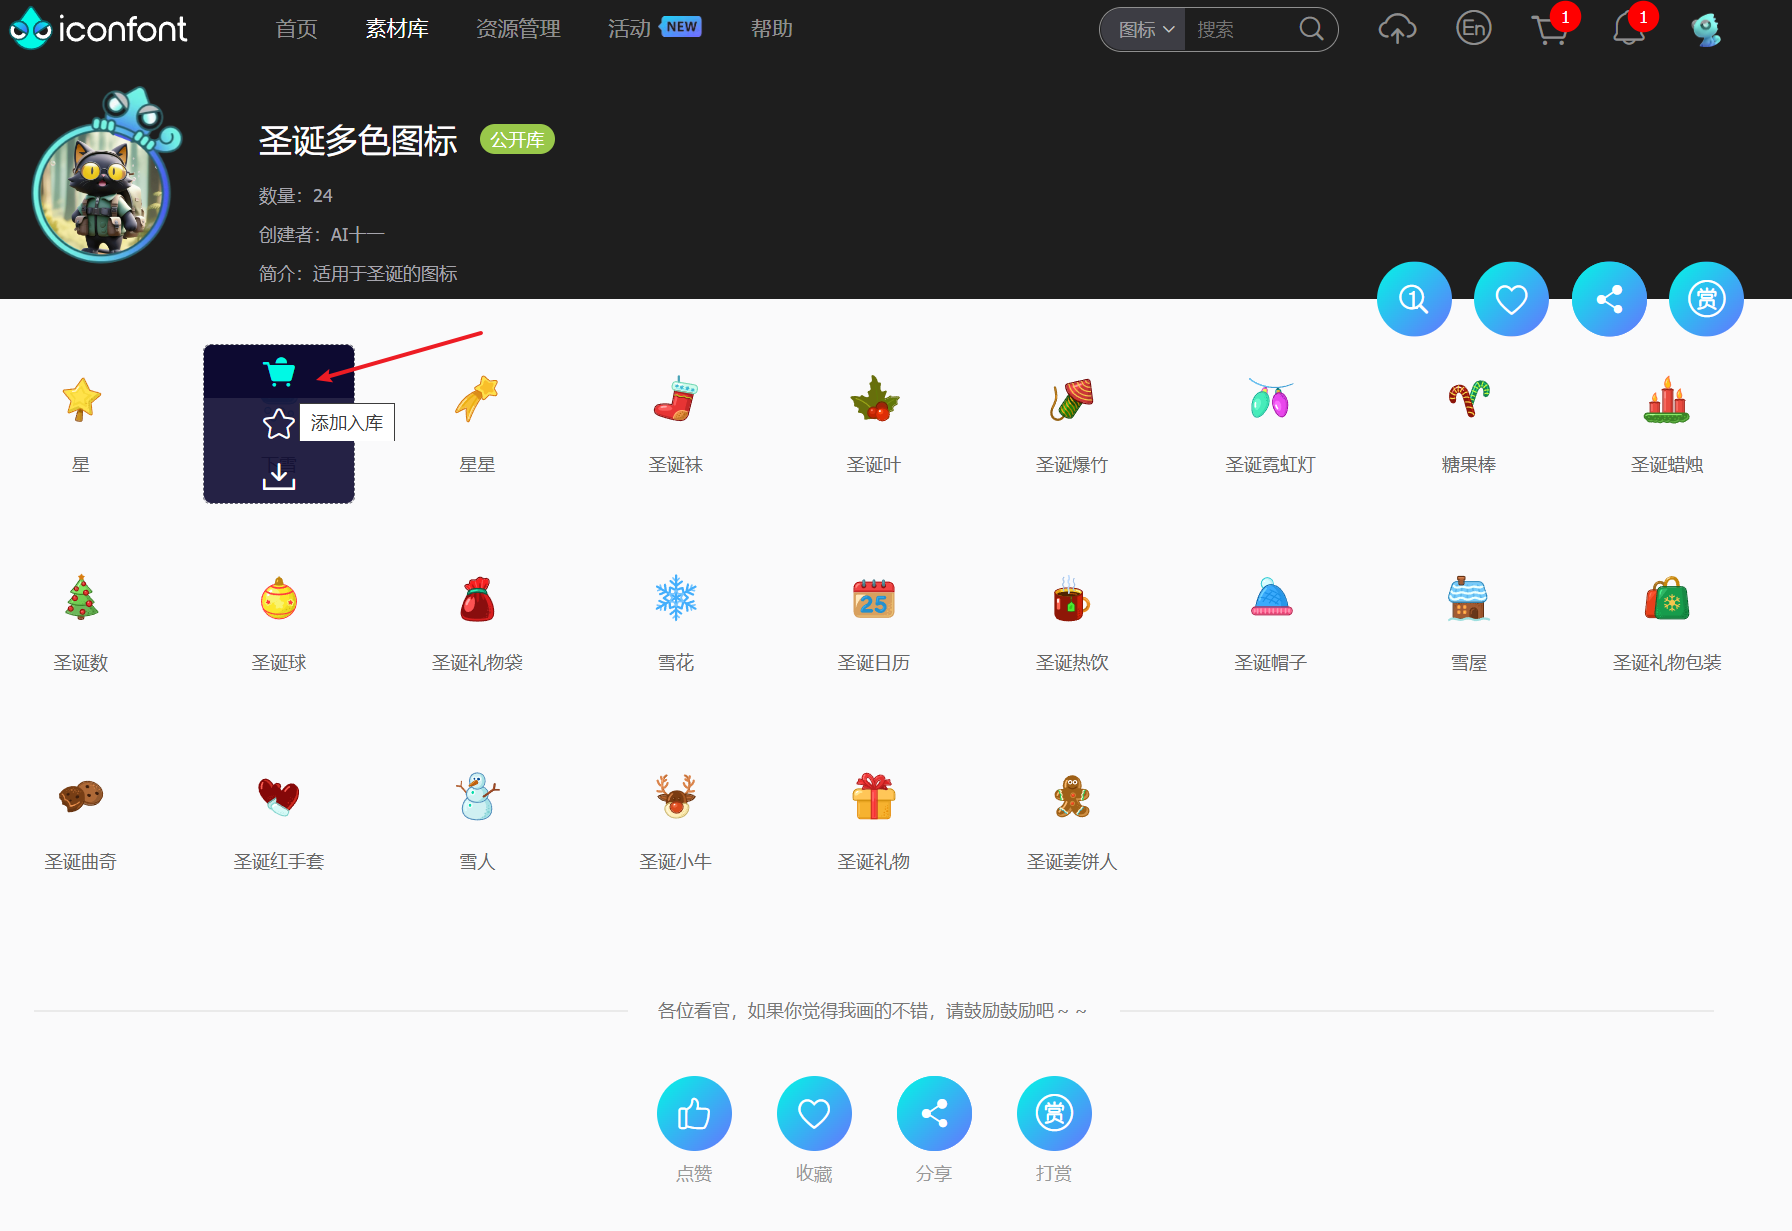 iconfont 首页 素材库 资源管理 活动 NEW 帮助 图标 搜索 En 1 1
圣诞多色图标 公开库
数量：24
创建者：AI十一
简介：适用于圣诞的图标
1 赏
添加入库
星 下雪 星星 圣诞袜 圣诞叶 圣诞爆竹 圣诞霓虹灯 糖果棒 圣诞蜡烛
25
圣诞数 圣诞球 圣诞礼物袋 雪花 圣诞日历 圣诞热饮 圣诞帽子 雪屋 圣诞礼物包装
圣诞曲奇 圣诞红手套 雪人 圣诞小牛 圣诞礼物 圣诞姜饼人
各位看官，如果你觉得我画的不错，请鼓励鼓励吧~ ~
赏
点赞 收藏 分享 打赏